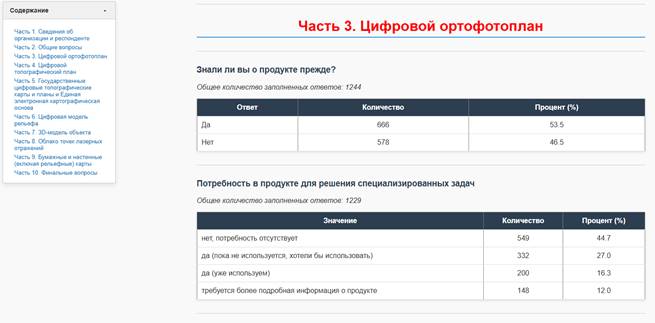 Содержание
Часть 1. Сведения об
организации и респонденте
Часть 2. Общие вопросы
Часть 3. Цифровой ортофотоплан
Часть 4. Цифровой
топографический план
Часть 5. Государственные
цифровые топографические
карты и планы и Единая
электронная картографическая
основа
Часть 6. Цифровая модель
рельефа
Часть 7. 3D-модель объекта
Часть 8. Облако точек лазерных
отражений
Часть 9. Бумажные и настенные
(включая рельефные) карты
Часть 10. Финальные вопросы
Часть 3. Цифровой ортофотоплан
Знали ли вы о продукте прежде?
Общее количество заполненных ответов: 1244
Ответ Количество Процент (%)
Да 666 53.5
Нет 578 46.5
Потребность в продукте для решения специализированных задач
Общее количество заполненных ответов: 1229
Значение Количество Процент (%)
нет, потребность отсутствует 549 44.7
да (пока не используется, хотели бы использовать) 332 27.0
да (уже используем) 200 16.3
требуется более подробная информация о продукте 148 12.0